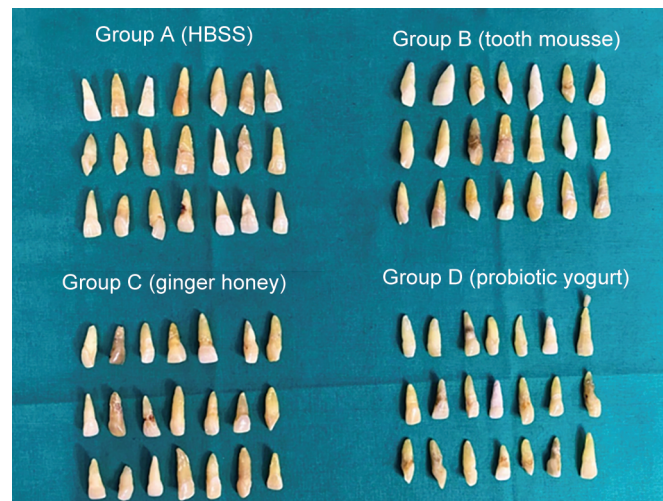 Group A (HBSS)
Group B (tooth mousse)
Group C (ginger honey)
Group D (probiotic yogurt)